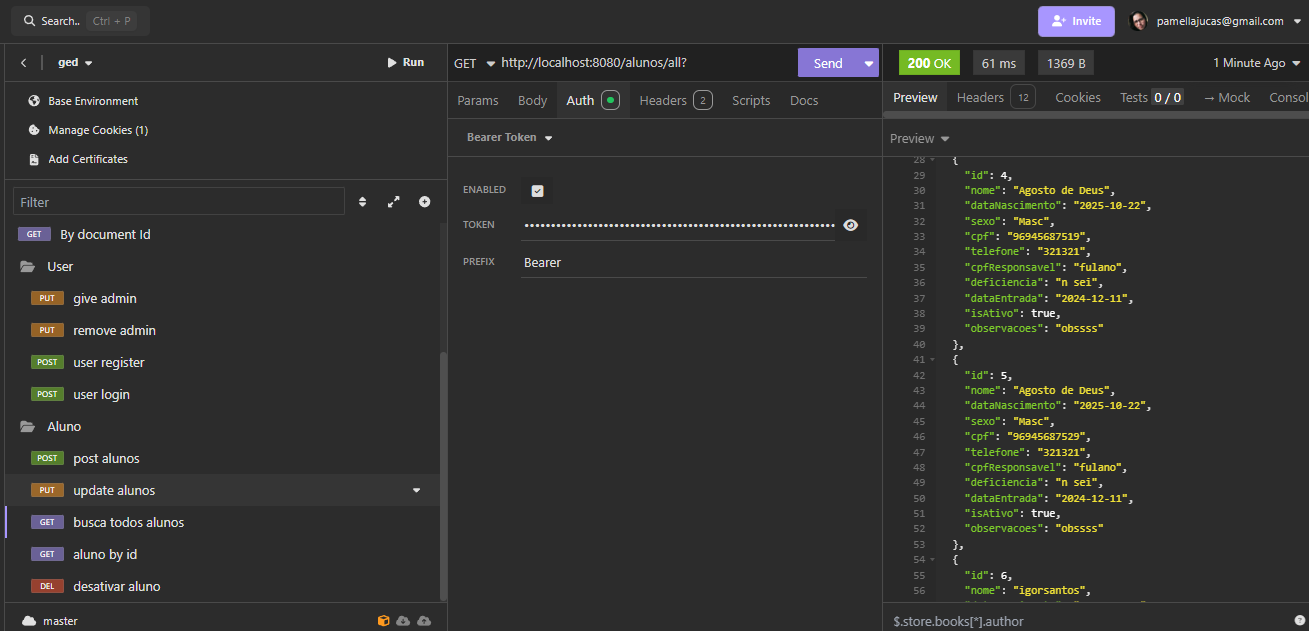 Search.. Ctrl + P
Invite
pamellajucas@gmail.com
ged
Run
Base Environment
Manage Cookies (1)
Add Certificates
Filter
GET By document Id
User
PUT give admin
PUT remove admin
POST user register
POST user login
Aluno
POST post alunos
PUT update alunos
GET busca todos alunos
GET aluno by id
DEL desativar aluno
master
GET http://localhost:8080/alunos/all? Send
Params Body Auth Headers 2 Scripts Docs
Bearer Token
ENABLED
TOKEN ••••••••••••••••••••••••••••••••••••••••••••••••••••
PREFIX Bearer
200 OK 61 ms 1369 B 1 Minute Ago
Preview Headers 12 Cookies Tests 0 / 0 → Mock Consol
Preview
28 {
29 "id": 4,
30 "nome": "Agosto de Deus",
31 "dataNascimento": "2025-10-22",
32 "sexo": "Masc",
33 "cpf": "96945687519",
34 "telefone": "321321",
35 "cpfResponsavel": "fulano",
36 "deficiencia": "n sei",
37 "dataEntrada": "2024-12-11",
38 "isAtivo": true,
39 "observacoes": "obssss"
40 },
41 {
42 "id": 5,
43 "nome": "Agosto de Deus",
44 "dataNascimento": "2025-10-22",
45 "sexo": "Masc",
46 "cpf": "96945687529",
47 "telefone": "321321",
48 "cpfResponsavel": "fulano",
49 "deficiencia": "n sei",
50 "dataEntrada": "2024-12-11",
51 "isAtivo": true,
52 "observacoes": "obssss"
53 },
54 {
55 "id": 6,
56 "nome": "igorsantos",
$.store.books[*].author